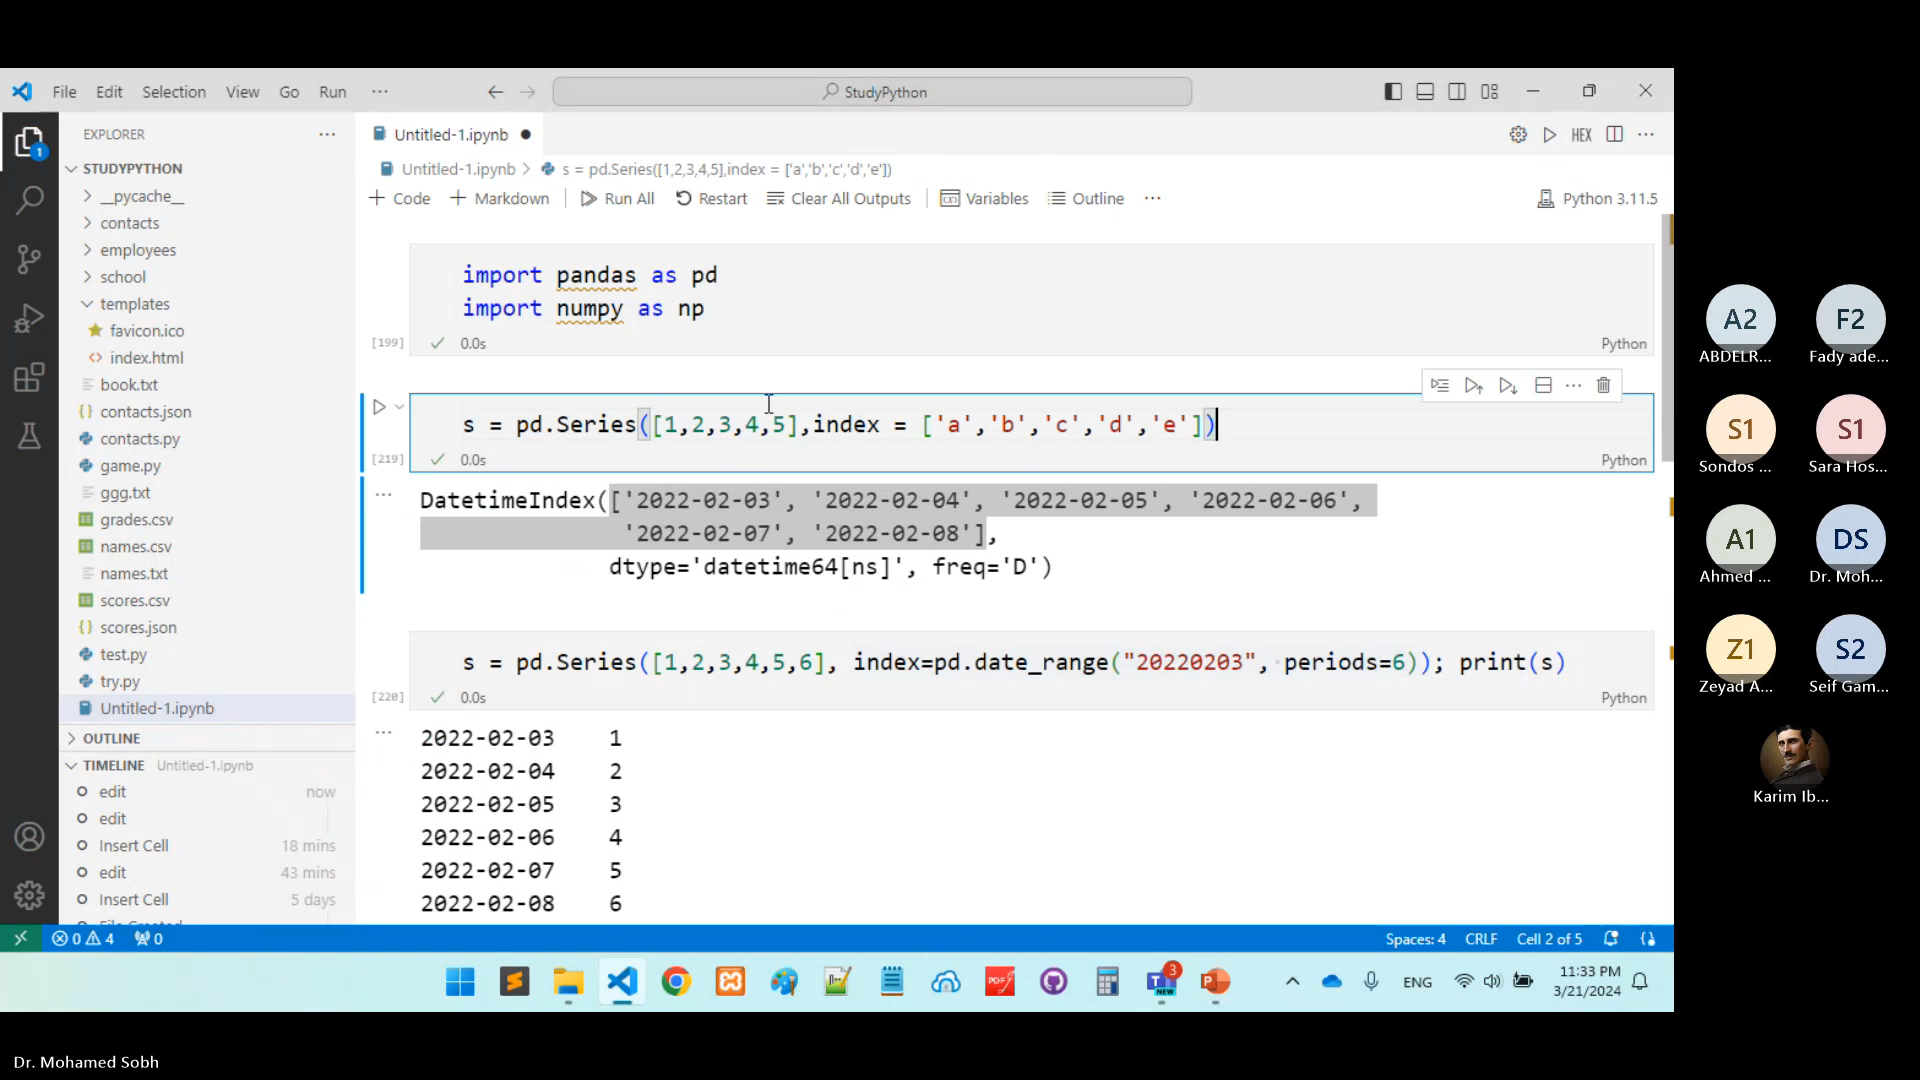 File Edit Selection View Go Run ··· StudyPython
EXPLORER ···
STUDYPYTHON
__pycache__
contacts
employees
school
templates
favicon.ico
index.html
book.txt
contacts.json
contacts.py
game.py
ggg.txt
grades.csv
names.csv
names.txt
scores.csv
scores.json
test.py
try.py
Untitled-1.ipynb
OUTLINE
TIMELINE Untitled-1.ipynb
edit now
edit
Insert Cell 18 mins
edit 43 mins
Insert Cell 5 days
File Created
1
Untitled-1.ipynb ●
HEX
Untitled-1.ipynb > s = pd.Series([1,2,3,4,5],index = ['a','b','c','d','e'])
+ Code + Markdown Run All Restart Clear All Outputs Variables Outline ··· Python 3.11.5
import pandas as pd
import numpy as np
[199] ✓ 0.0s Python
s = pd.Series([1,2,3,4,5],index = ['a','b','c','d','e'])
[219] ✓ 0.0s Python
DatetimeIndex(['2022-02-03', '2022-02-04', '2022-02-05', '2022-02-06',
'2022-02-07', '2022-02-08'],
dtype='datetime64[ns]', freq='D')
s = pd.Series([1,2,3,4,5,6], index=pd.date_range("20220203", periods=6)); print(s)
[220] ✓ 0.0s Python
2022-02-03 1
2022-02-04 2
2022-02-05 3
2022-02-06 4
2022-02-07 5
2022-02-08 6
0 4 0 Spaces: 4 CRLF Cell 2 of 5
PDF NEW 3 ENG 11:33 PM
3/21/2024
A2 F2
ABDELR... Fady ade...
S1 S1
Sondos ... Sara Hos...
A1 DS
Ahmed ... Dr. Moh...
Z1 S2
Zeyad A... Seif Gam...
Karim Ib...
Dr. Mohamed Sobh